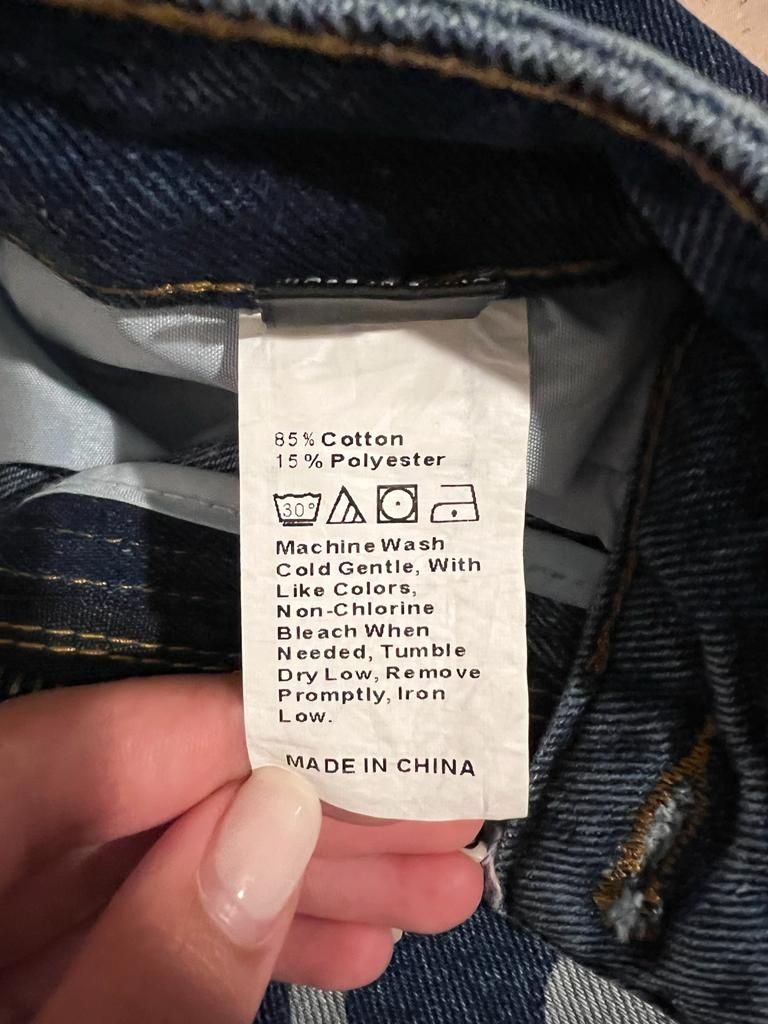 85% Cotton
15% Polyester
30°
Machine Wash
Cold Gentle, With
Like Colors,
Non-Chlorine
Bleach When
Needed, Tumble
Dry Low, Remove
Promptly, Iron
Low.
MADE IN CHINA